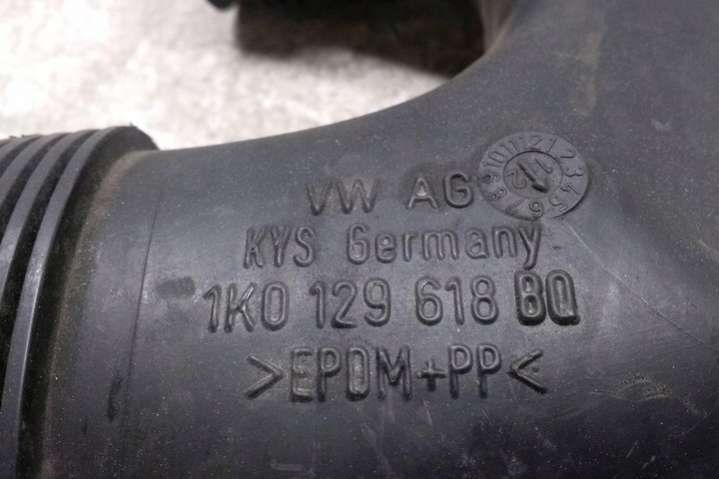 VW AG
KYS Germany
1K0 129 618 BQ
>EPDM+PP<